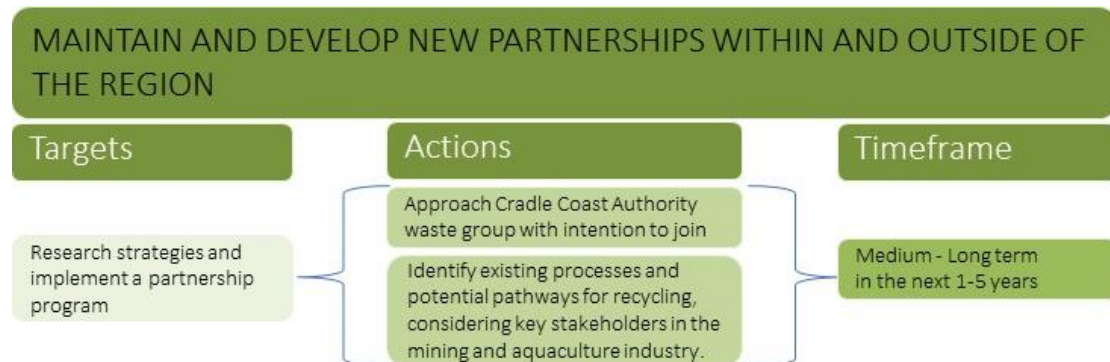 MAINTAIN AND DEVELOP NEW PARTNERSHIPS WITHIN AND OUTSIDE OF
THE REGION
Targets
Actions
Timeframe
Research strategies and
implement a partnership
program
Approach Cradle Coast Authority
waste group with intention to join
Identify existing processes and
potential pathways for recycling,
considering key stakeholders in the
mining and aquaculture industry.
Medium - Long term
in the next 1-5 years